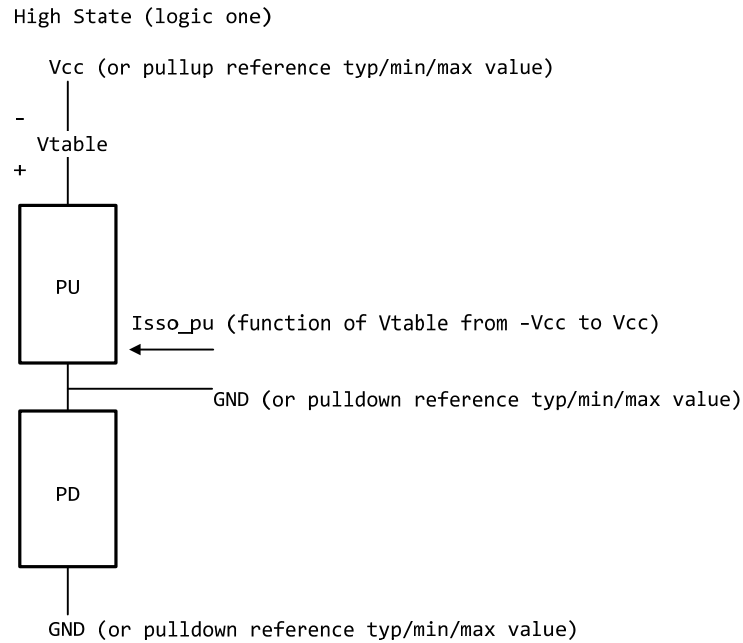 High State (logic one)
Vcc (or pullup reference typ/min/max value)
-
Vtable
+
PU
Isso_pu (function of Vtable from -Vcc to Vcc)
GND (or pulldown reference typ/min/max value)
PD
GND (or pulldown reference typ/min/max value)